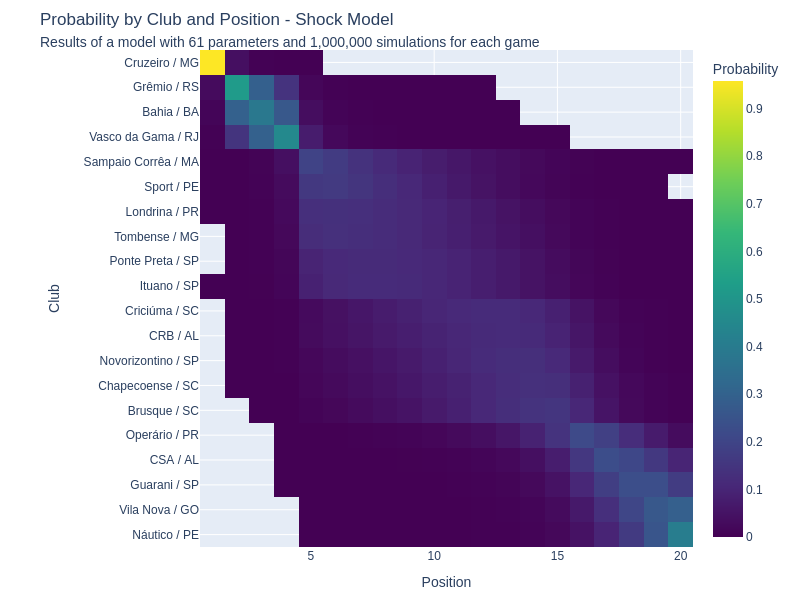 Probability by Club and Position - Shock Model
Results of a model with 61 parameters and 1,000,000 simulations for each game
Probability
Cruzeiro / MG
Grêmio / RS
Bahia / BA
Vasco da Gama / RJ
Sampaio Corrêa / MA
Sport / PE
Londrina / PR
Tombense / MG
Ponte Preta / SP
Ituano / SP
Criciúma / SC
CRB / AL
Novorizontino / SP
Chapecoense / SC
Brusque / SC
Operário / PR
CSA / AL
Guarani / SP
Vila Nova / GO
Náutico / PE
Club
5 10 15 20
Position
0.9
0.8
0.7
0.6
0.5
0.4
0.3
0.2
0.1
0